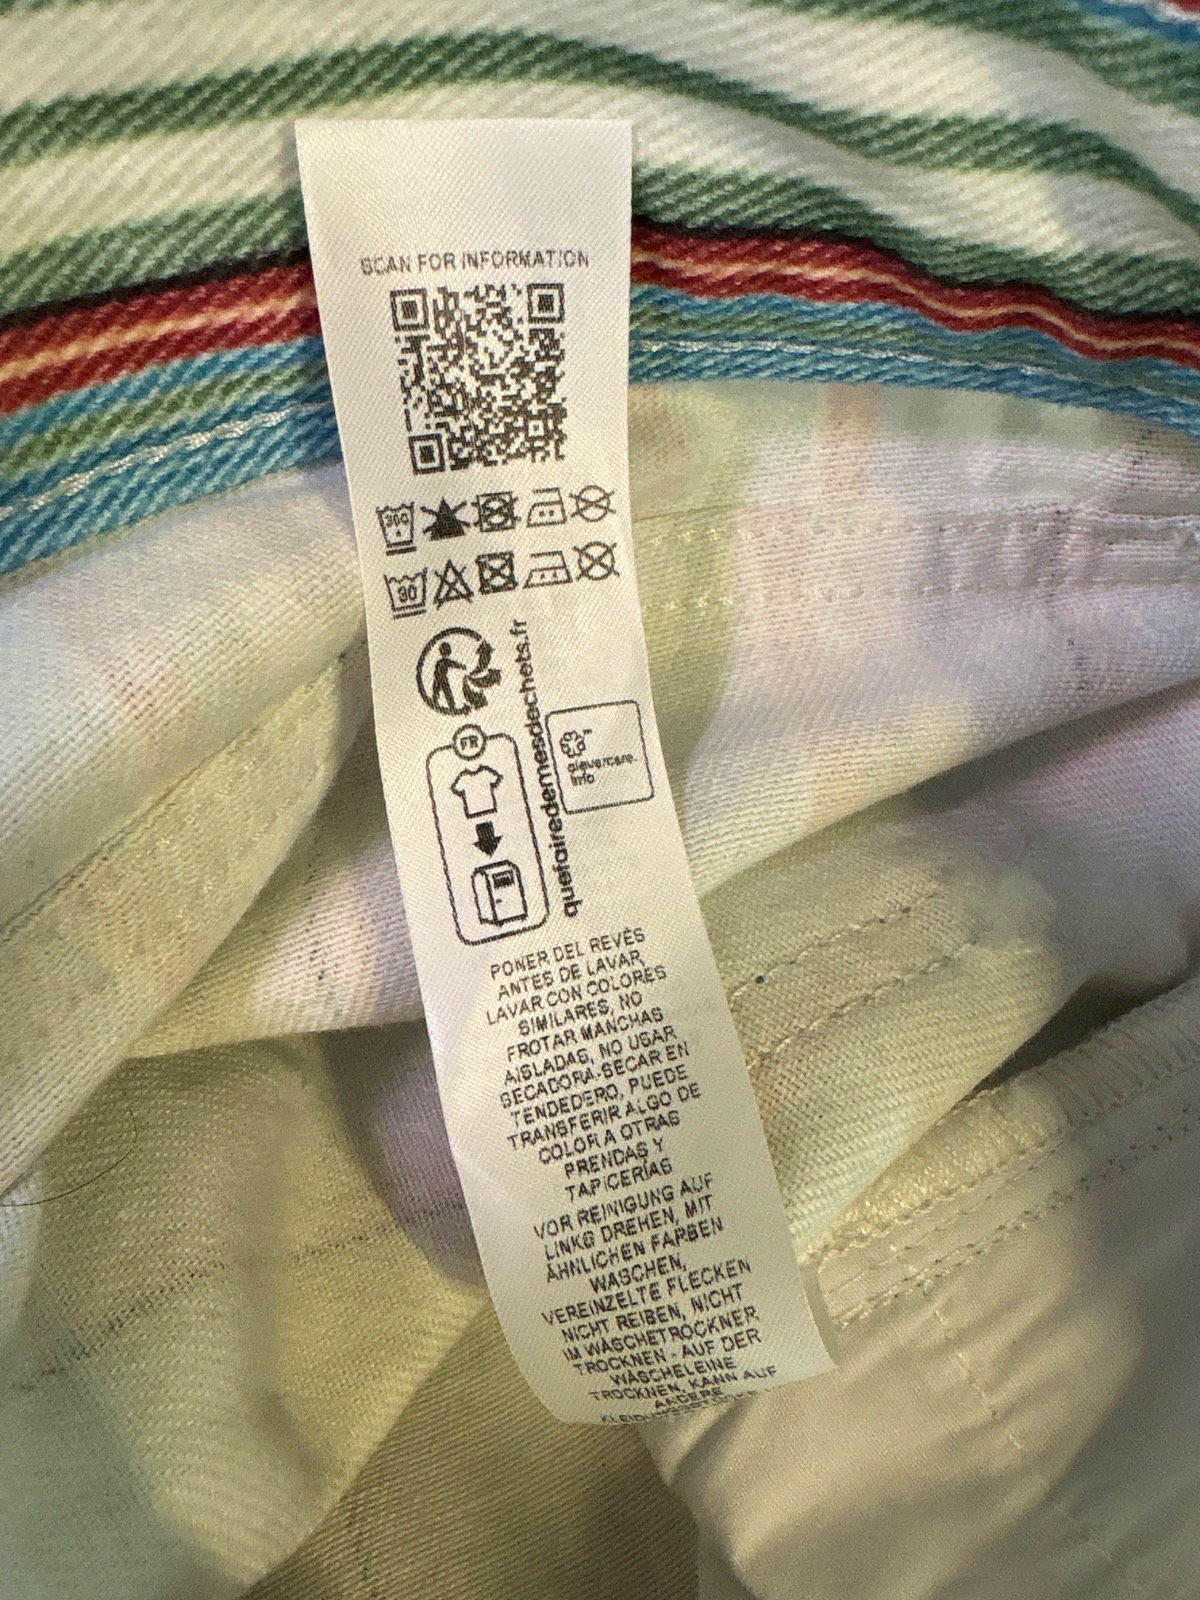 SCAN FOR INFORMATION
30
quefairedemesdechets.fr
FR
clevercare.
info
PONER DEL REVÉS
ANTES DE LAVAR,
LAVAR CON COLORES
SIMILARES, NO
FROTAR MANCHAS
AISLADAS, NO USAR
SECADORA-SECAR EN
TENDEDERO, PUEDE
TRANSFERIR ALGO DE
COLOR A OTRAS
PRENDAS Y
TAPICERÍAS
VOR REINIGUNG AUF
LINKS DREHEN, MIT
ÄHNLICHEN FARBEN
WASCHEN,
VEREINZELTE FLECKEN
NICHT REIBEN, NICHT
IM WÄSCHETROCKNER
TROCKNEN - AUF DER
WÄSCHELEINE
TROCKNEN, KANN AUF
ANDERE
KLEIDUNGSSTÜCKE